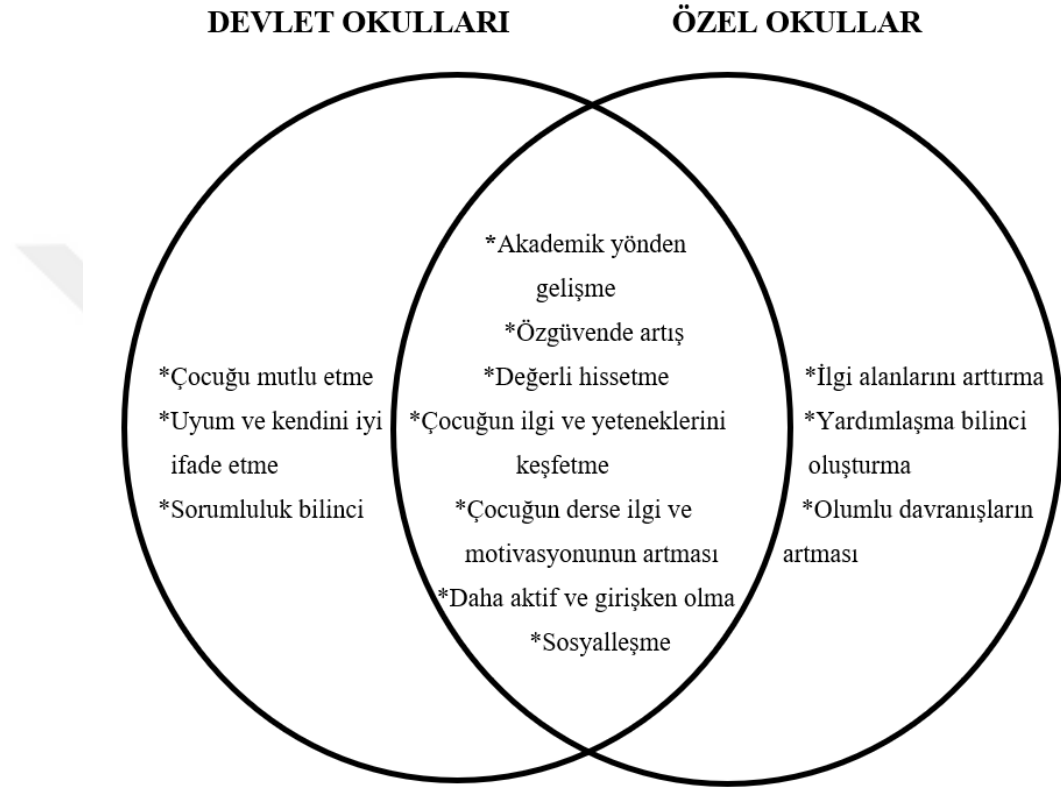 DEVLET OKULLARI
ÖZEL OKULLAR
*Çocuğu mutlu etme
*Uyum ve kendini iyi
ifade etme
*Sorumluluk bilinci
*Akademik yönden
gelişme
*Özgüvende artış
*Değerli hissetme
*Çocuğun ilgi ve yeteneklerini
keşfetme
*Çocuğun derse ilgi ve
motivasyonunun artması
*Daha aktif ve girişken olma
*Sosyalleşme
*İlgi alanlarını arttırma
*Yardımlaşma bilinci
oluşturma
*Olumlu davranışların
artması